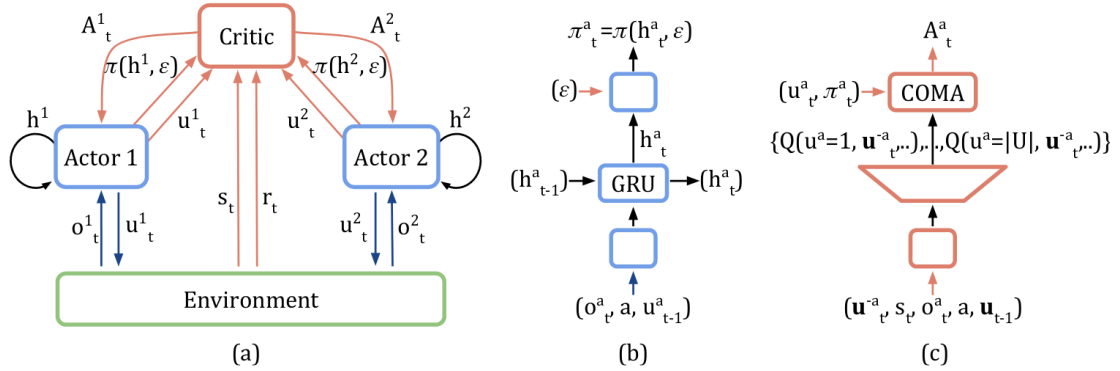 A¹ₜ
Critic
A²ₜ
π(h¹, ε)
π(h², ε)
u¹ₜ
u²ₜ
h¹
Actor 1
Actor 2
h²
o¹ₜ
u¹ₜ
sₜ
rₜ
u²ₜ
o²ₜ
Environment
(a)
πᵃₜ=π(hᵃₜ, ε)
(ε)
hᵃₜ
(hᵃₜ₋₁)
GRU
(hᵃₜ)
(oᵃₜ, a, uᵃₜ₋₁)
(b)
Aᵃₜ
(uᵃₜ, πᵃₜ)
COMA
{Q(uᵃ=1, u⁻ᵃₜ,..),...,Q(uᵃ=|U|, u⁻ᵃₜ,..)}
(u⁻ᵃₜ, sₜ, oᵃₜ, a, uₜ₋₁)
(c)